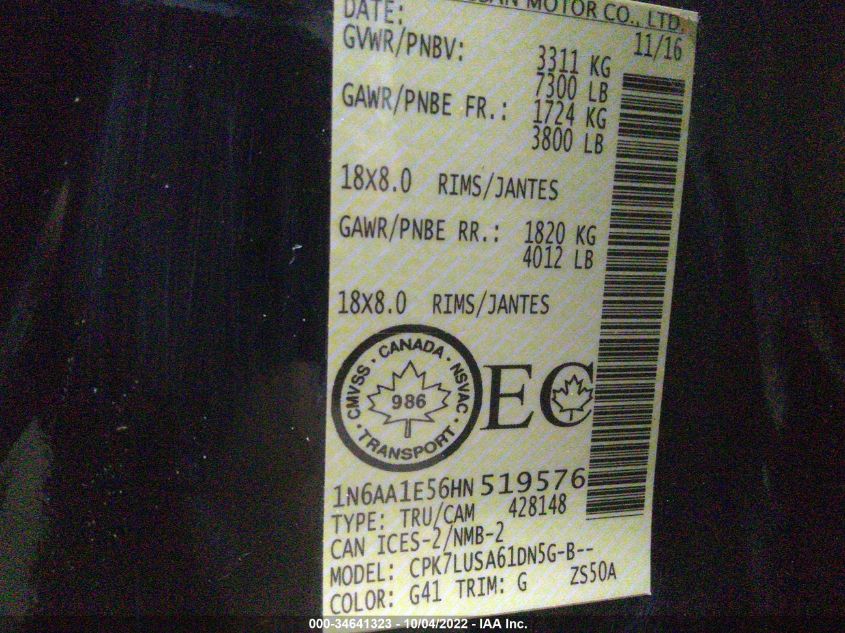 MOTOR CO., LTD.
DATE: 11/16
GVWR/PNBV: 3311 KG
7300 LB
GAWR/PNBE FR.: 1724 KG
3800 LB
18X8.0 RIMS/JANTES
GAWR/PNBE RR.: 1820 KG
4012 LB
18X8.0 RIMS/JANTES
CMVSS · CANADA · NSVAC
986
· TRANSPORT ·
EC
1N6AA1E56HN519576
TYPE: TRU/CAM 428148
CAN ICES-2/NMB-2
MODEL: CPK7LUSA61DN5G-B--
COLOR: G41 TRIM: G ZS50A
000-34641323 - 10/04/2022 - IAA Inc.